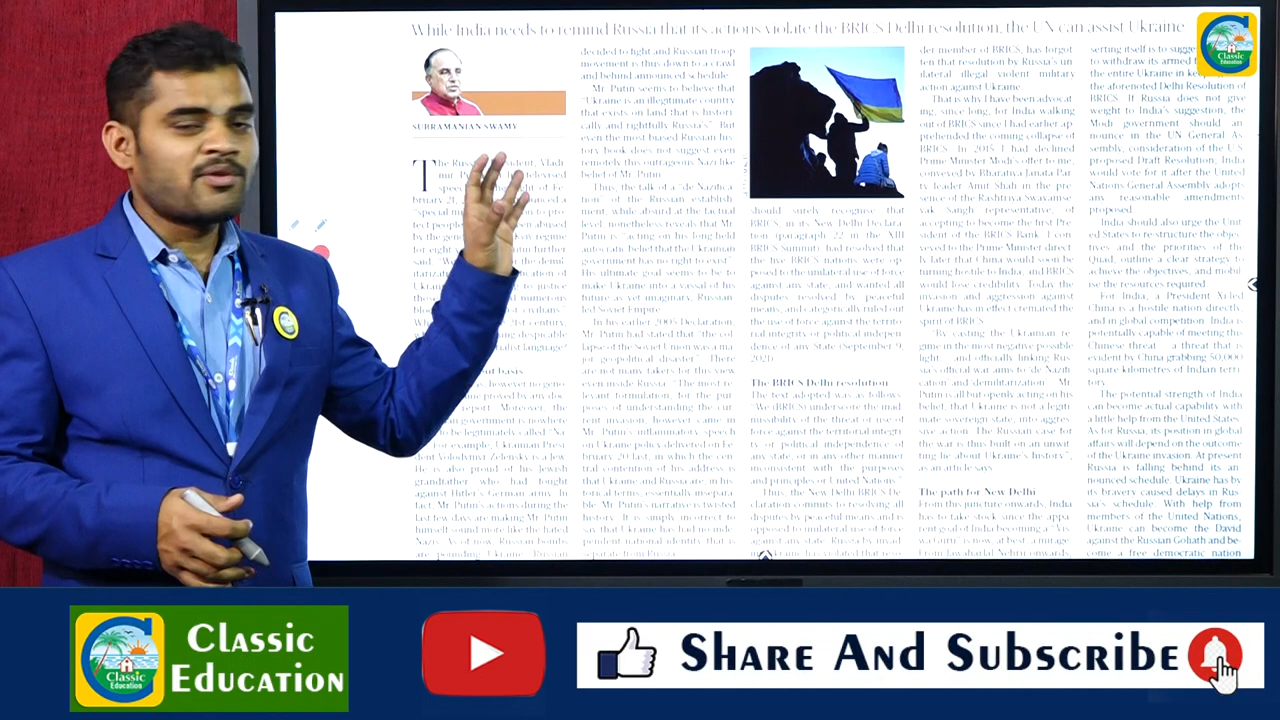 While India needs to remind Russia that its actions violate the BRICS Delhi resolution, the UN can assist Ukraine
Classic
Education
SUBRAMANIAN SWAMY
decided to fight and Russian troop
movement is thus down to a crawl
and behind announced schedule.
Mr. Putin seems to believe that
"Ukraine is an illegitimate country
that exists on land that is histori
cally and rightfully Russia's". But
even the most biased Russian his
tory book does not suggest even
remotely this outrageous Nazi like
belief of Mr. Putin.
Thus, the talk of a "de Nazifica
tion" of the Russian establish
ment, while absurd at the factual
level, nonetheless reveals that Mr.
Putin is "acting on his long held
autocratic belief that the Ukrainian
government has no right to exist".
His ultimate goal seems to be to
make Ukraine into a vassal of his
future as yet imaginary, Russian
led Soviet Empire.
In his earlier 2005 Declaration,
Mr. Putin had stated "the col
lapse of the Soviet Union was a ma
jor geopolitical disaster". There
are not many takers for this view
even inside Russia. "The most re
levant formulation, for the pur
poses of understanding the cur
rent invasion, however came in
Mr. Putin's inflammatory speech
on Ukraine policy delivered on Fe
bruary 20 last, in which the cen
tral contention of his address is
that Ukraine and Russia are, in his
torical terms, essentially insepara
ble. Mr. Putin's narrative is twisted
history. It is simply incorrect to
say that Ukraine has had no inde
pendent national identity that is
separate from Russia.
should surely recognise that
BRICS, in its New Delhi Declara
tion (paragraph 22 in the XIII
BRICS Summit), had resolved that
the five BRICS nations were op
posed to the unilateral use of force
against any state, and wanted all
disputes resolved by peaceful
means, and categorically ruled out
the use of force against the territo
rial integrity or political indepen
dence of any State (September 9,
2021).
The BRICS Delhi resolution
The text adopted was as follows:
"We (BRICS) underscore the inad
missibility of the threat or use of
force against the territorial integri
ty or political independence of
any state, or in any other manner
inconsistent with the purposes
and principles of United Nations".
Thus, the New Delhi BRICS De
claration commits to resolving all
disputes by peaceful means and is
opposed to unilateral use of force
against any state. Russia by invad
der mentor of BRICS, has forgot
ten that resolution by Russia's un
ilateral illegal violent military
action against Ukraine.
That is why I have been advocat
ing, since long, for India walking
out of BRICS since I had earlier ap
prehended the coming collapse of
BRICS. In 2015, I had declined
Prime Minister Modi's offer to me,
conveyed by Bharatiya Janata Par
ty leader Amit Shah in the pre
sence of the Rashtriya Swayamse
vak Sangh representative, of
accepting to become the first Pre
sident of the BRICS Bank. I con
veyed to the Prime Minister direct
ly later that China would soon be
turning hostile to India, and BRICS
would lose credibility. Today the
invasion and aggression against
Ukraine has in effect cremated the
spirit of BRICS.
"By casting the Ukrainian re
gime in the most negative possible
light … and officially linking Rus
sia's official war aims to 'de Nazifi
cation and demilitarization', Mr.
Putin is all but openly acting on his
belief, that Ukraine is not a legiti
mate sovereign state, into aggres
sive action. The Russian case for
the war is thus built on an unwit
ting lie about Ukraine's history",
as an article says.
The path for New Delhi
From this juncture onwards, India
has to take stock since the appa
rent goal of India becoming a "Vis
wa Guru" is now, at best, a mirage.
From Jawaharlal Nehru onwards,
to withdraw its armed
the aforenoted Delhi Resolution of
BRICS. If Russia does not give
weight to India's suggestion, the
Modi government should an
nounce in the UN General As
sembly, consideration of the U.S.
proposed Draft Resolution, India
would vote for it after the United
Nations General Assembly adopts
any reasonable amendments
proposed.
India should also urge the Unit
ed States to re-structure the objec
tives and the priorities of the
Quad, outline a clear strategy to
achieve the objectives, and mobil
ise the resources required.
For India, a President Xi-led
China is a hostile nation directly,
and in global competition. India is
potentially capable of meeting this
Chinese threat – a threat that is
evident by China grabbing 50,000
square kilometres of Indian terri
tory.
The potential strength of India
can become actual capability with
a little help from the United States.
As for Russia, its position in global
affairs will depend on the outcome
of the Ukraine invasion. At present
Russia is falling behind its an
nounced schedule. Ukraine has by
its bravery caused delays in Rus
sia's schedule. With help from
members of the United Nations,
Ukraine can become the David
against the Russian Goliath and be
come a free democratic nation
Classic
Education
Classic
Education
Share And Subscribe